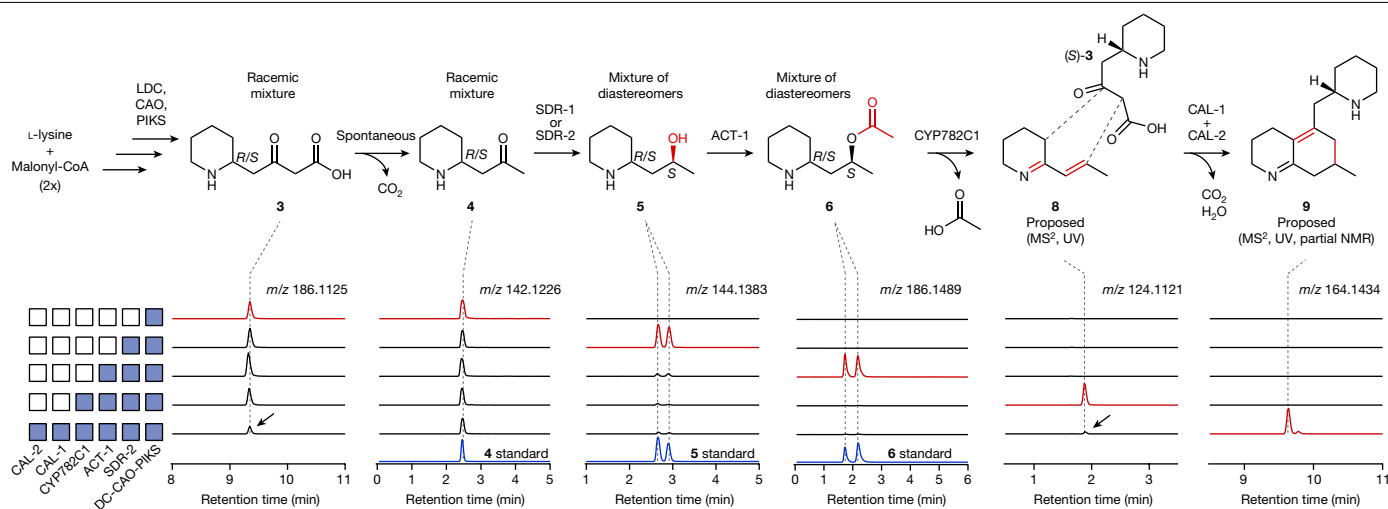 L-lysine
+
Malonyl-CoA
(2x)
LDC,
CAO,
PIKS
Racemic
mixture
R/S
NH
O
O
OH
3
Spontaneous
CO2
Racemic
mixture
R/S
NH
O
4
SDR-1
or
SDR-2
Mixture of
diastereomers
OH
R/S
S
NH
5
ACT-1
Mixture of
diastereomers
O
O
R/S
S
NH
6
CYP782C1
O
HO
(S)-3
H
NH
O
O
OH
N
8
Proposed
(MS2, UV)
CAL-1
+
CAL-2
CO2
H2O
H
NH
N
9
Proposed
(MS2, UV, partial NMR)
m/z 186.1125
m/z 142.1226
m/z 144.1383
m/z 186.1489
m/z 124.1121
m/z 164.1434
4 standard
5 standard
6 standard
CAL-2
CAL-1
CYP782C1
ACT-1
SDR-2
DC-CAO-PIKS
8 9 10 11
0 1 2 3 4 5
1 2 3 4 5
0 1 2 3 4 5 6
1 2 3
9 10 11
Retention time (min)
Retention time (min)
Retention time (min)
Retention time (min)
Retention time (min)
Retention time (min)